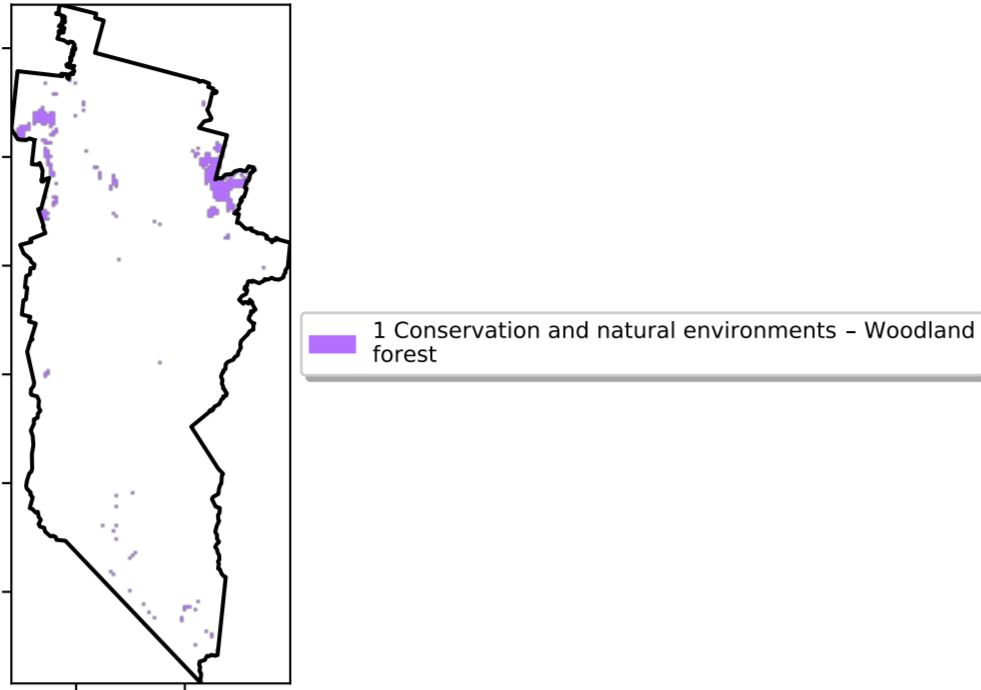 1 Conservation and natural environments – Woodland
forest